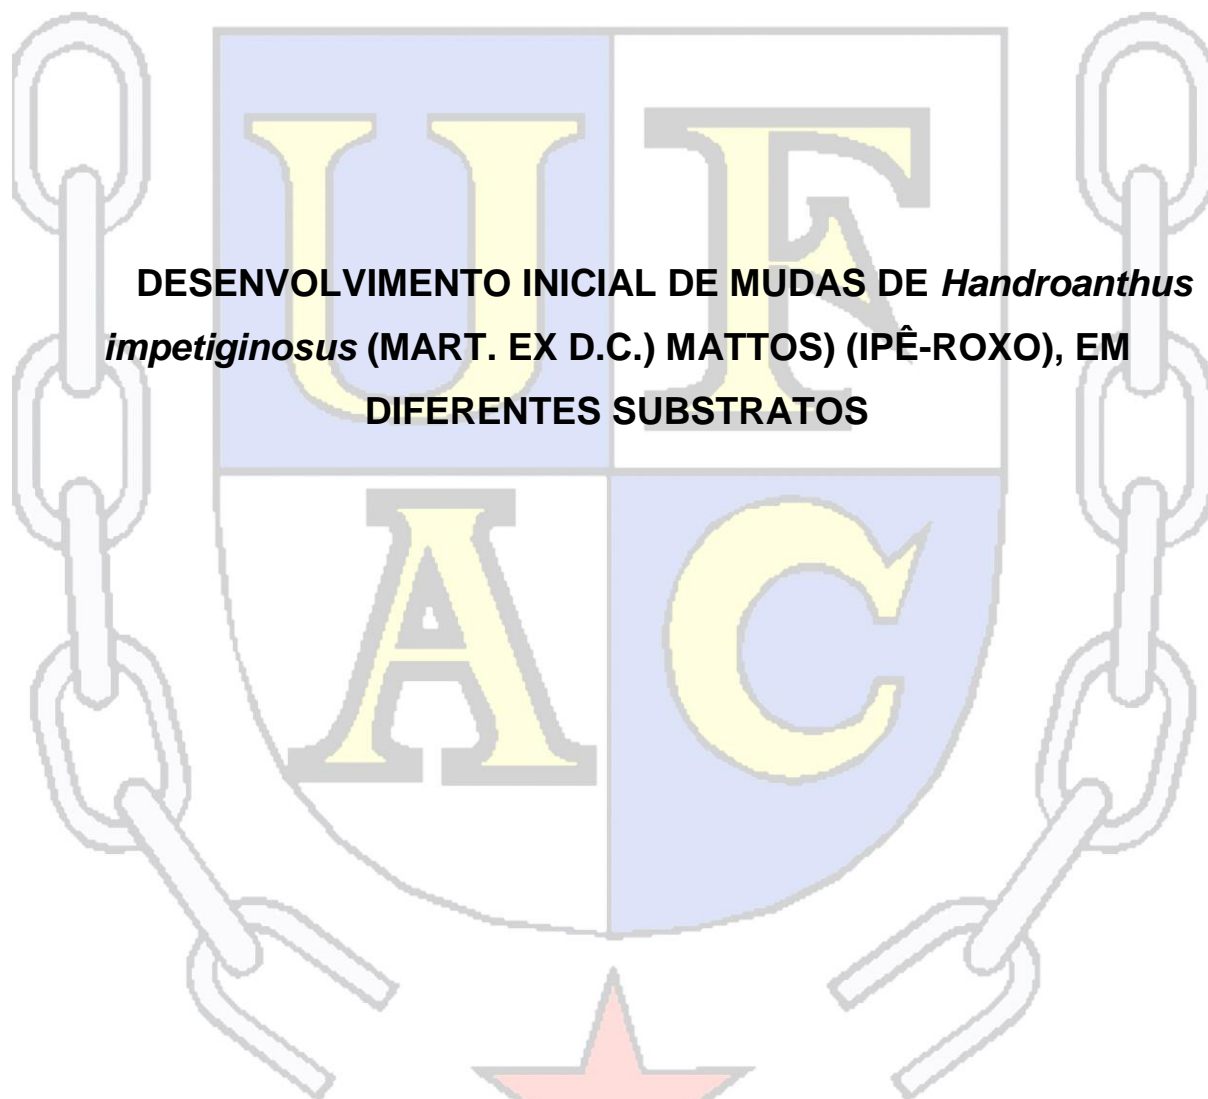 DESENVOLVIMENTO INICIAL DE MUDAS DE Handroanthus
impetiginosus (MART. EX D.C.) MATTOS) (IPÊ-ROXO), EM
DIFERENTES SUBSTRATOS
U F
A C